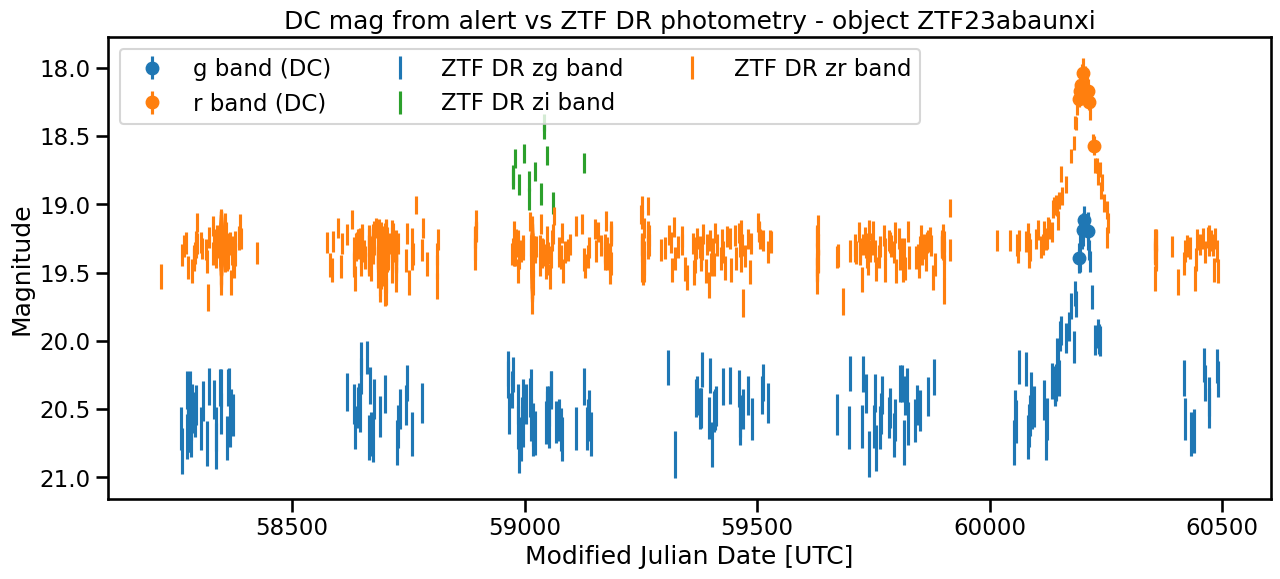 DC mag from alert vs ZTF DR photometry - object ZTF23abaunxi
g band (DC) ZTF DR zg band ZTF DR zr band
r band (DC) ZTF DR zi band
18.0
18.5
19.0
19.5
20.0
20.5
21.0
Magnitude
58500 59000 59500 60000 60500
Modified Julian Date [UTC]